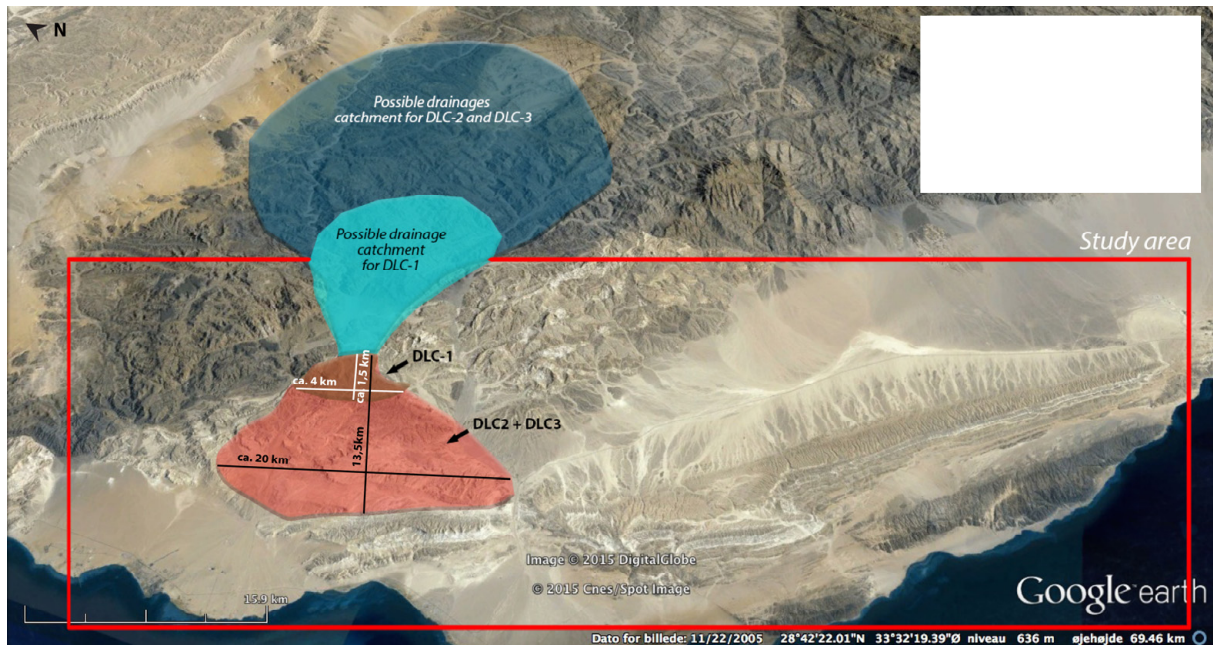 N
Possible drainages
catchment for DLC-2 and DLC-3
Study area
Possible drainage
catchment
for DLC-1
DLC-1
ca. 4 km
ca. 1,5 km
DLC2 + DLC3
ca. 20 km
13,5km
Image © 2015 DigitalGlobe
© 2015 Cnes/Spot Image
15.9 km
Google earth
Dato for billede: 11/22/2005 28°42'22.01"N 33°32'19.39"Ø niveau 636 m øjehøjde 69.46 km